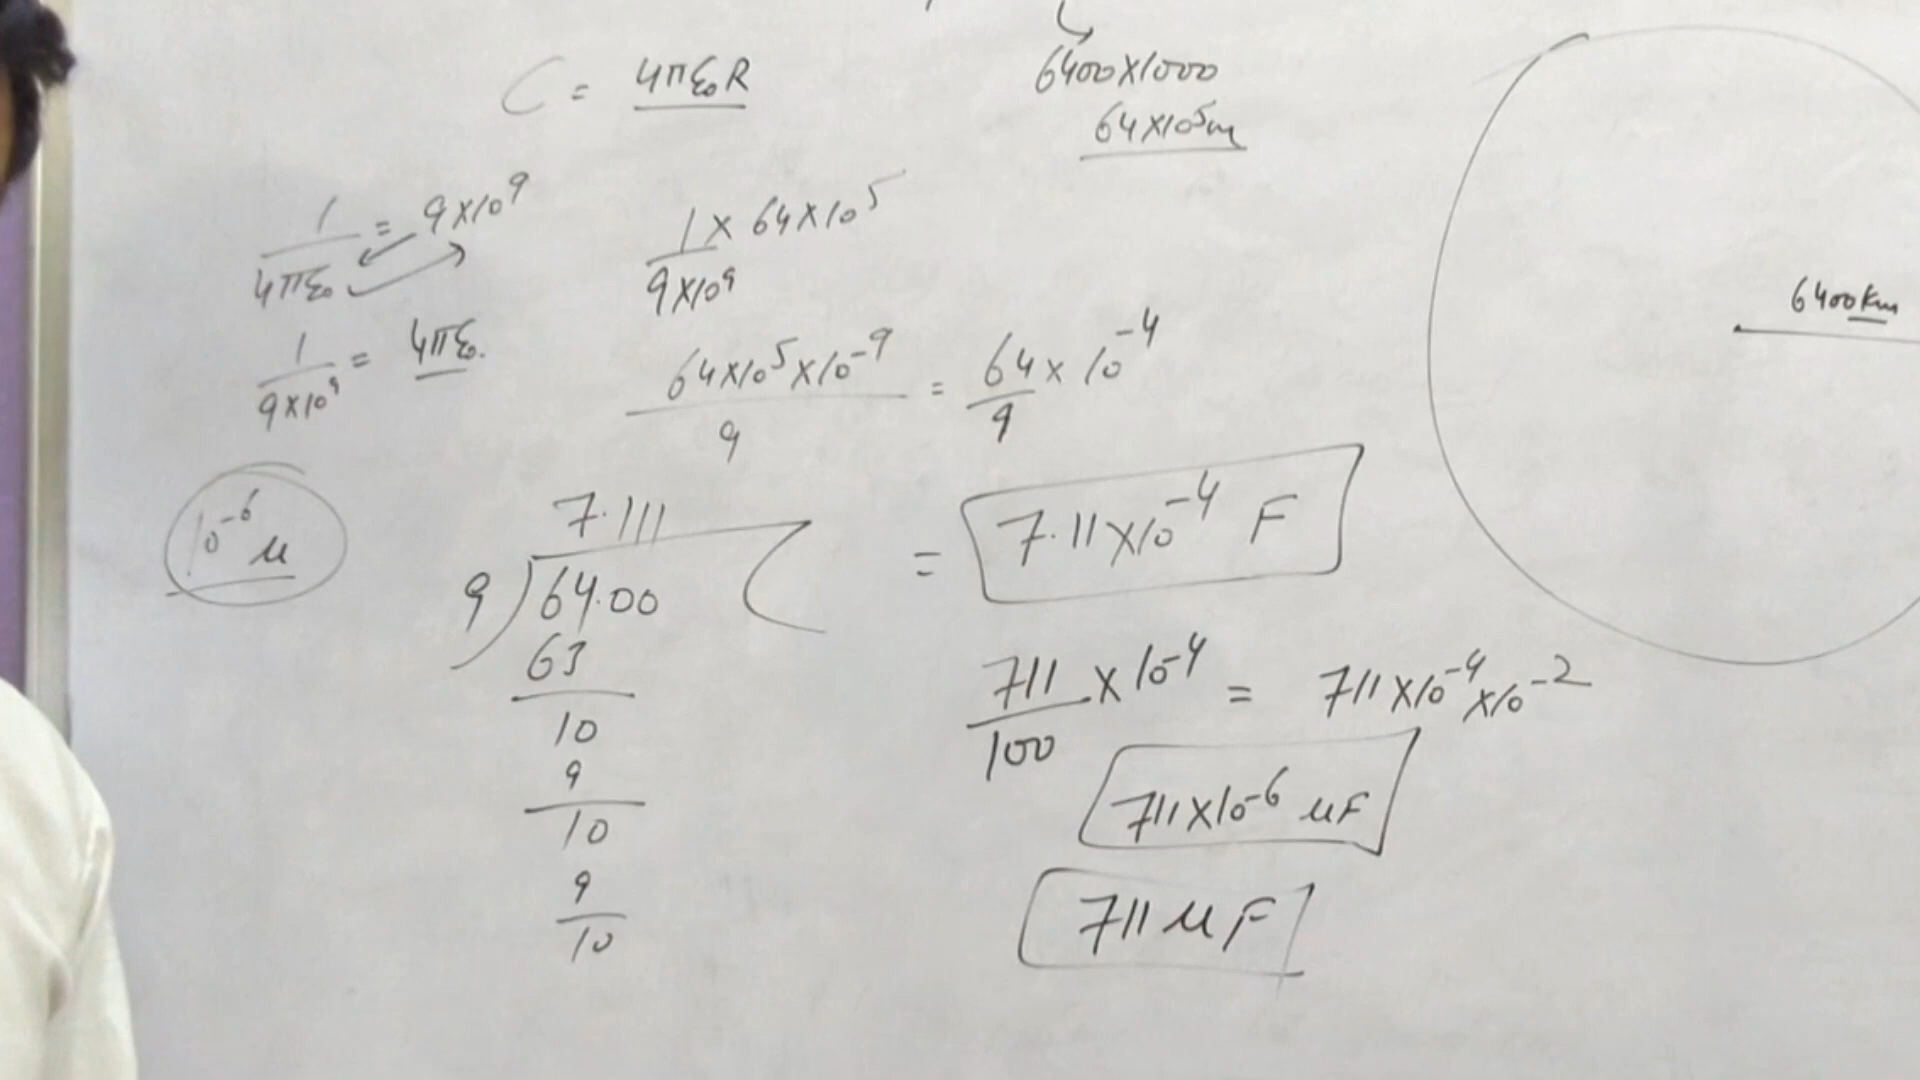 C = 4πε₀R
6400×1000
64×10⁵m
1/4πε₀ = 9×10⁹
1/9×10⁹ = 4πε.
1/9×10⁹ × 64×10⁵
64×10⁵×10⁻⁹/9 = 64/9 × 10⁻⁴
6400Km
10⁻⁶ μ
7.111
9)64.00
63
10
9
10
9
10
= 7.11×10⁻⁴ F
711/100 × 10⁻⁴ = 711×10⁻⁴×10⁻²
711×10⁻⁶ μF
711 μF